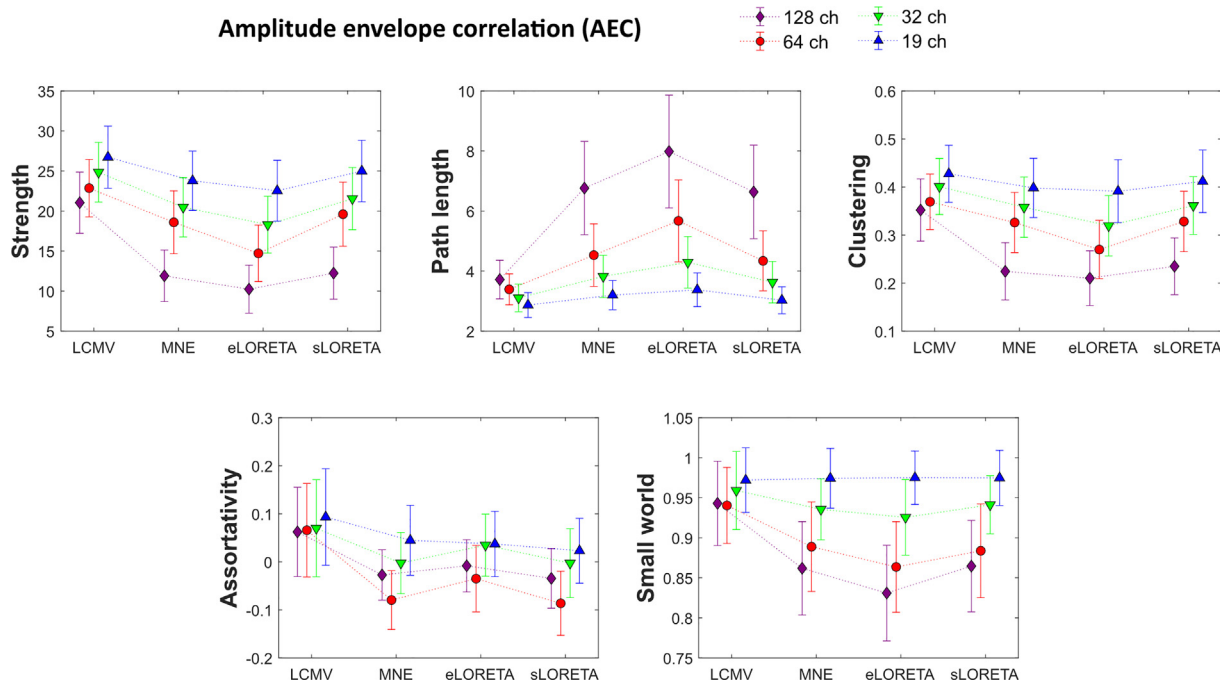 Amplitude envelope correlation (AEC)
128 ch
32 ch
64 ch
19 ch
Strength
35
30
25
20
15
10
5
LCMV MNE eLORETA sLORETA
Path length
10
8
6
4
2
LCMV MNE eLORETA sLORETA
Clustering
0.6
0.5
0.4
0.3
0.2
0.1
LCMV MNE eLORETA sLORETA
Assortativity
0.3
0.2
0.1
0
-0.1
-0.2
LCMV MNE eLORETA sLORETA
Small world
1.05
1
0.95
0.9
0.85
0.8
0.75
LCMV MNE eLORETA sLORETA